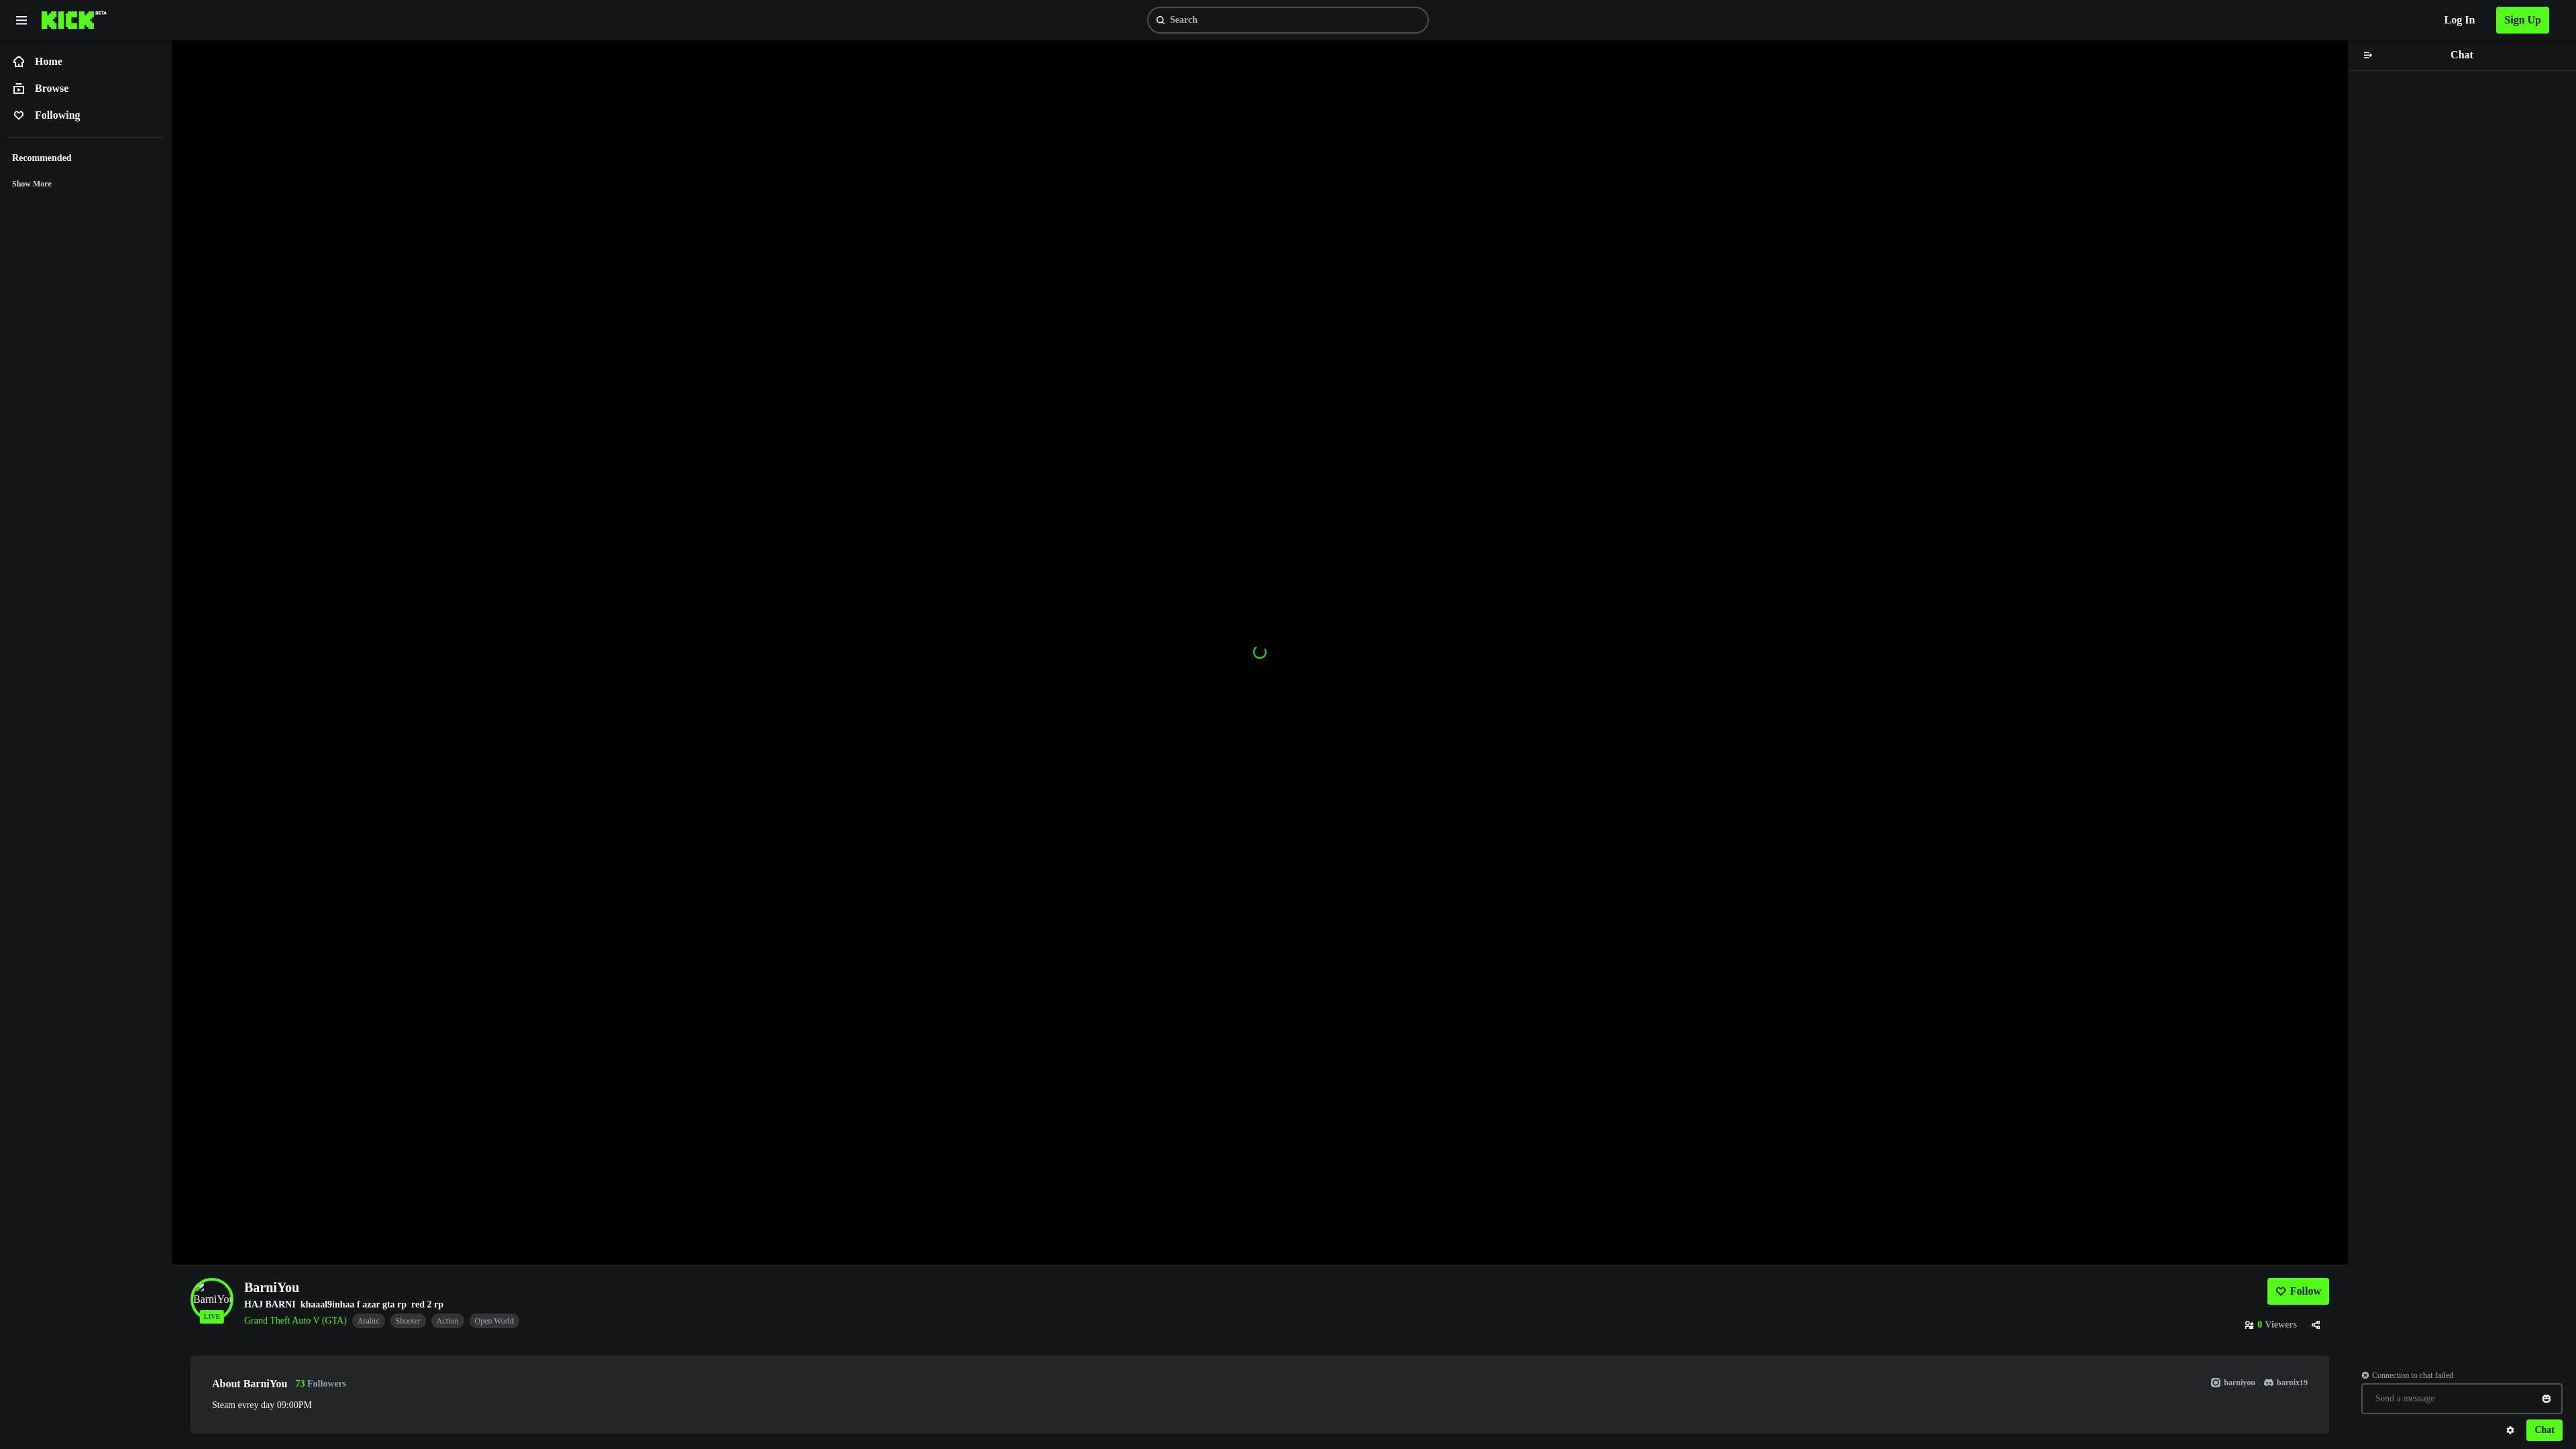 KICK BETA
Search
Log In
Sign Up
Home
Browse
Following
Recommended
Show More
Chat
BarniYou
LIVE
BarniYou
HAJ BARNI khaaal9inhaa f azar gta rp red 2 rp
Grand Theft Auto V (GTA) Arabic Shooter Action Open World
Follow
0 Viewers
About BarniYou 73 Followers
barniyou barnix19
Steam evrey day 09:00PM
Connection to chat failed
Send a message
Chat